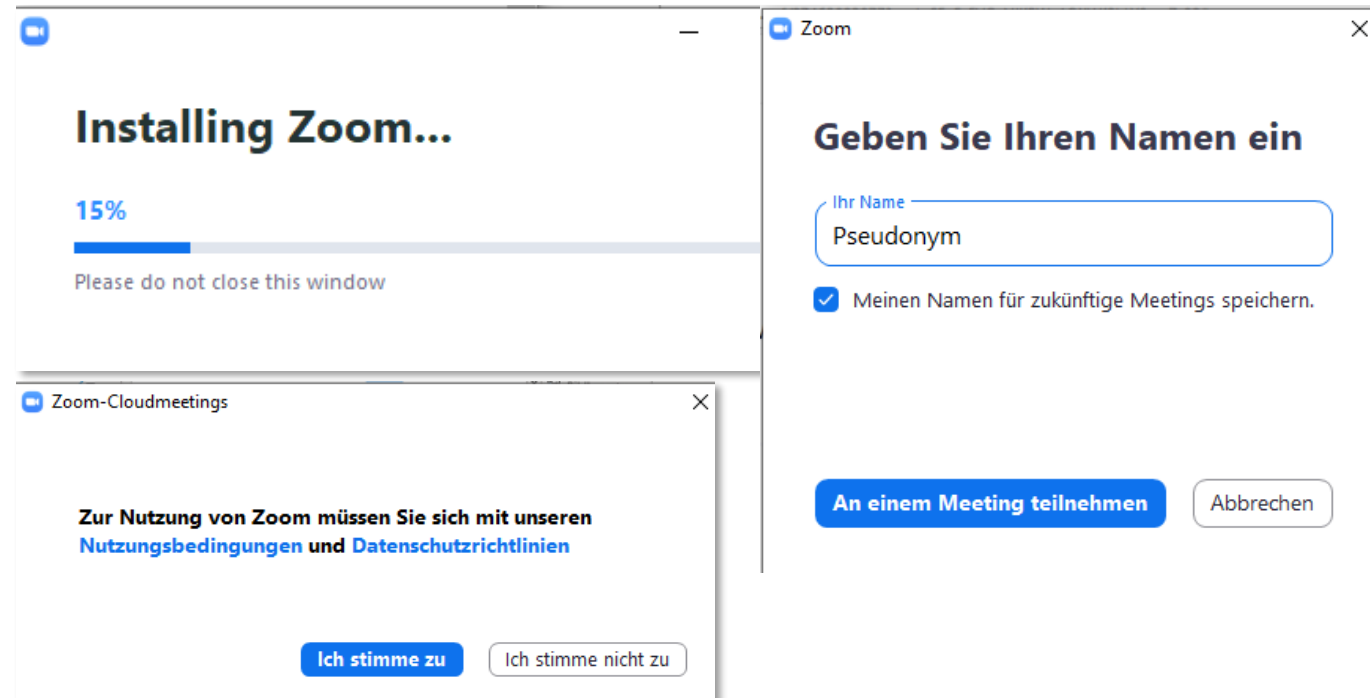 Installing Zoom...
15%
Please do not close this window
Zoom-Cloudmeetings
Zur Nutzung von Zoom müssen Sie sich mit unseren
Nutzungsbedingungen und Datenschutzrichtlinien
Ich stimme zu
Ich stimme nicht zu
Zoom
Geben Sie Ihren Namen ein
Ihr Name
Pseudonym
Meinen Namen für zukünftige Meetings speichern.
An einem Meeting teilnehmen
Abbrechen